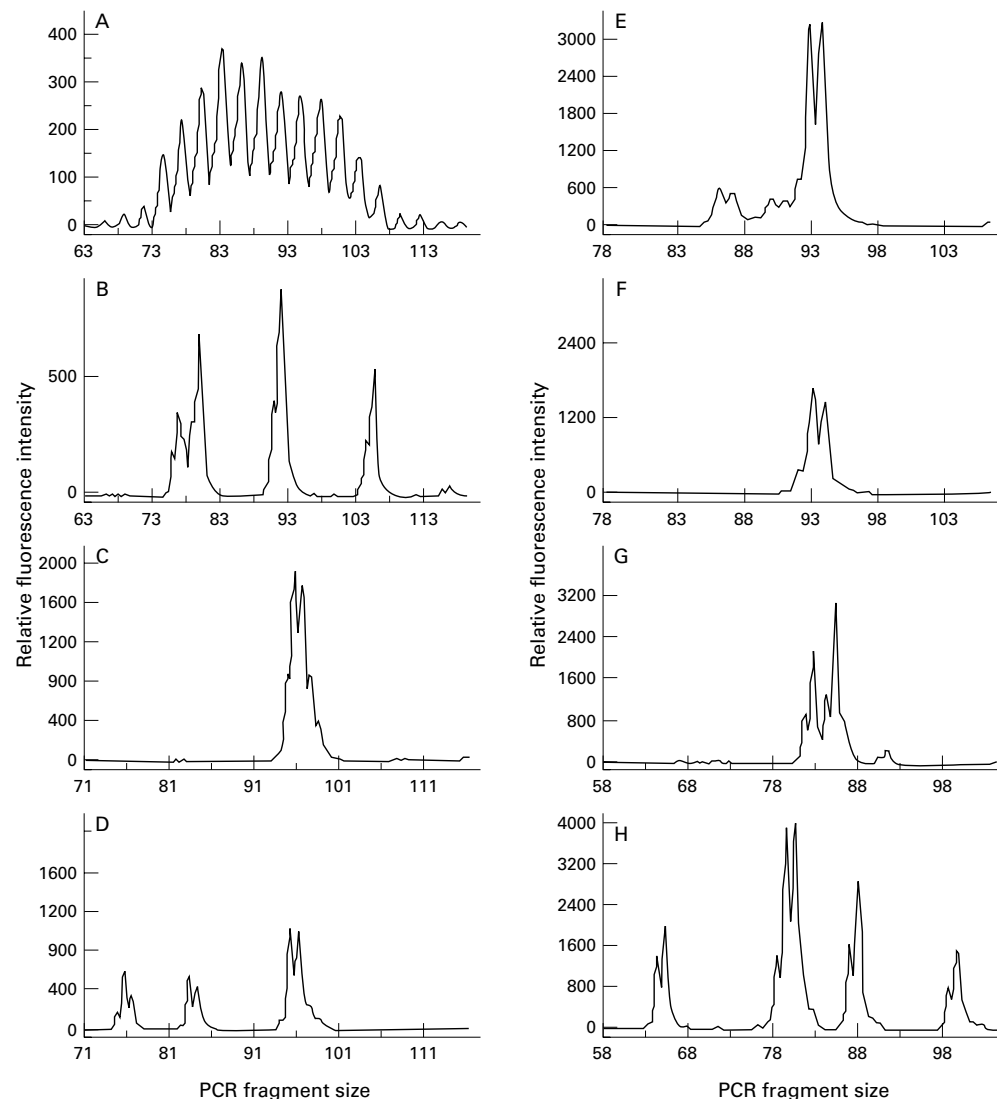 A
400
300
200
100
0
63 73 83 93 103 113
B
500
0
63 73 83 93 103 113
C
2000
1600
1200
900
400
0
71 81 91 101 111
D
1600
1200
900
400
0
71 81 91 101 111
Relative fluorescence intensity
PCR fragment size
E
3000
2400
1800
1200
600
0
78 83 88 93 98 103
F
2400
1200
0
78 83 88 93 98 103
G
3200
2400
1600
800
0
58 68 78 88 98
H
4000
3200
2400
1600
800
0
58 68 78 88 98
Relative fluorescence intensity
PCR fragment size